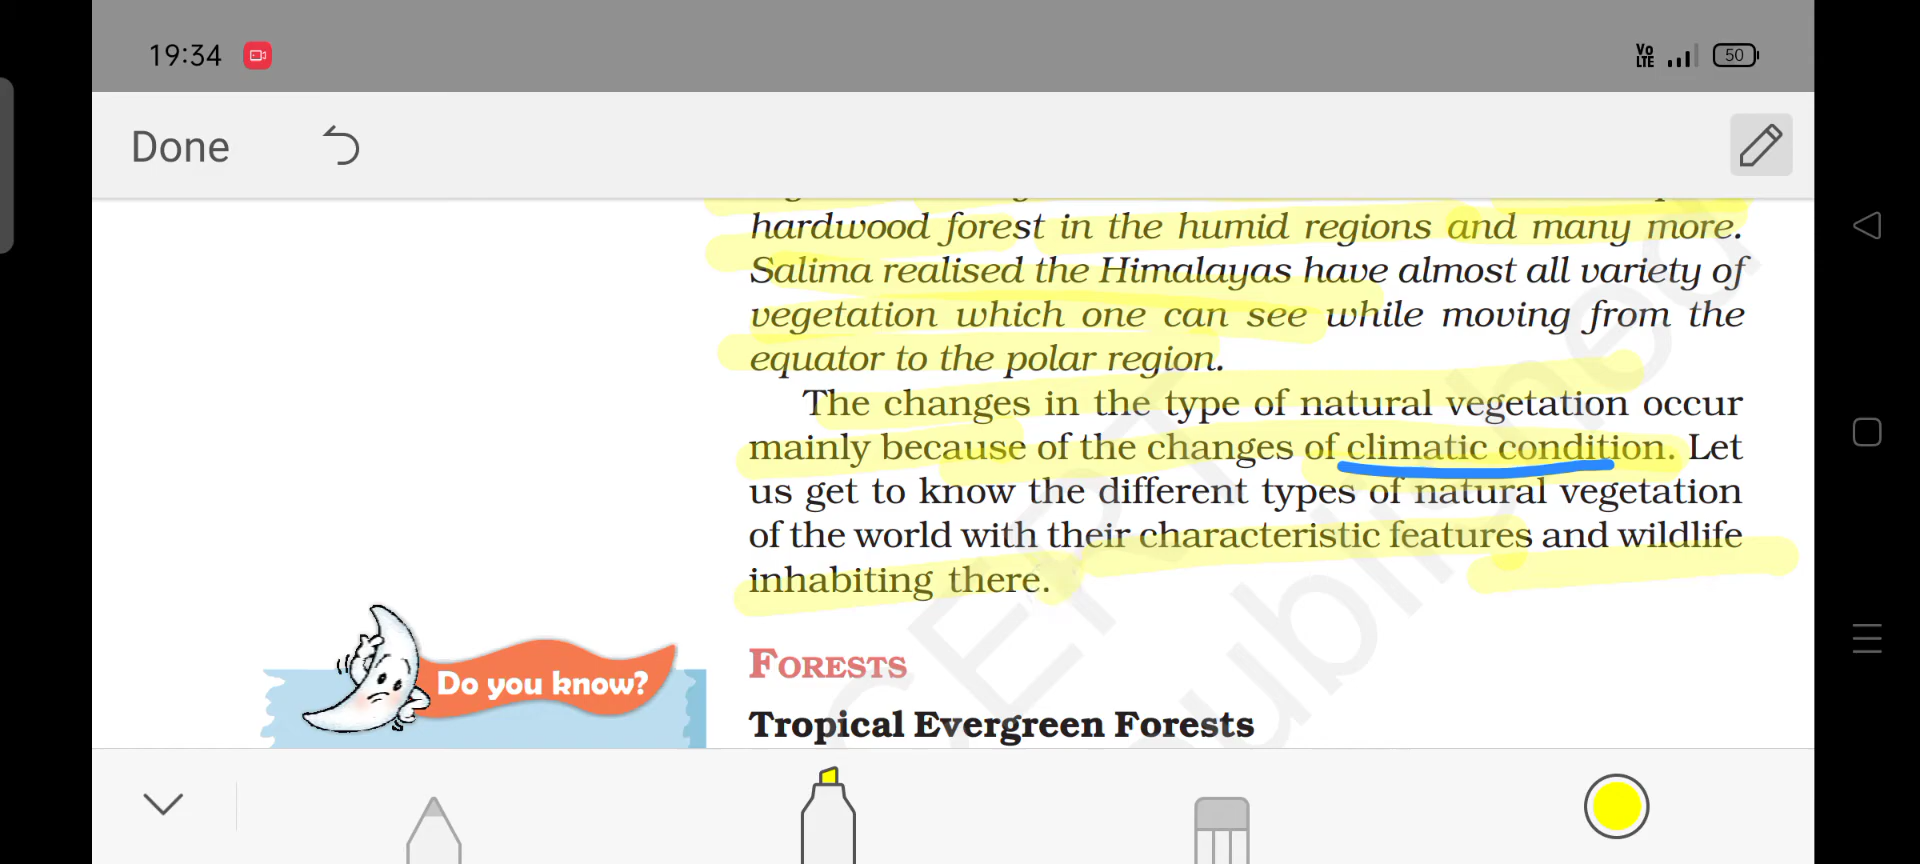 19:34
Vo
LTE
50
Done
hardwood forest in the humid regions and many more.
Salima realised the Himalayas have almost all variety of
vegetation which one can see while moving from the
equator to the polar region.
The changes in the type of natural vegetation occur
mainly because of the changes of climatic condition. Let
us get to know the different types of natural vegetation
of the world with their characteristic features and wildlife
inhabiting there.
Do you know?
FORESTS
Tropical Evergreen Forests